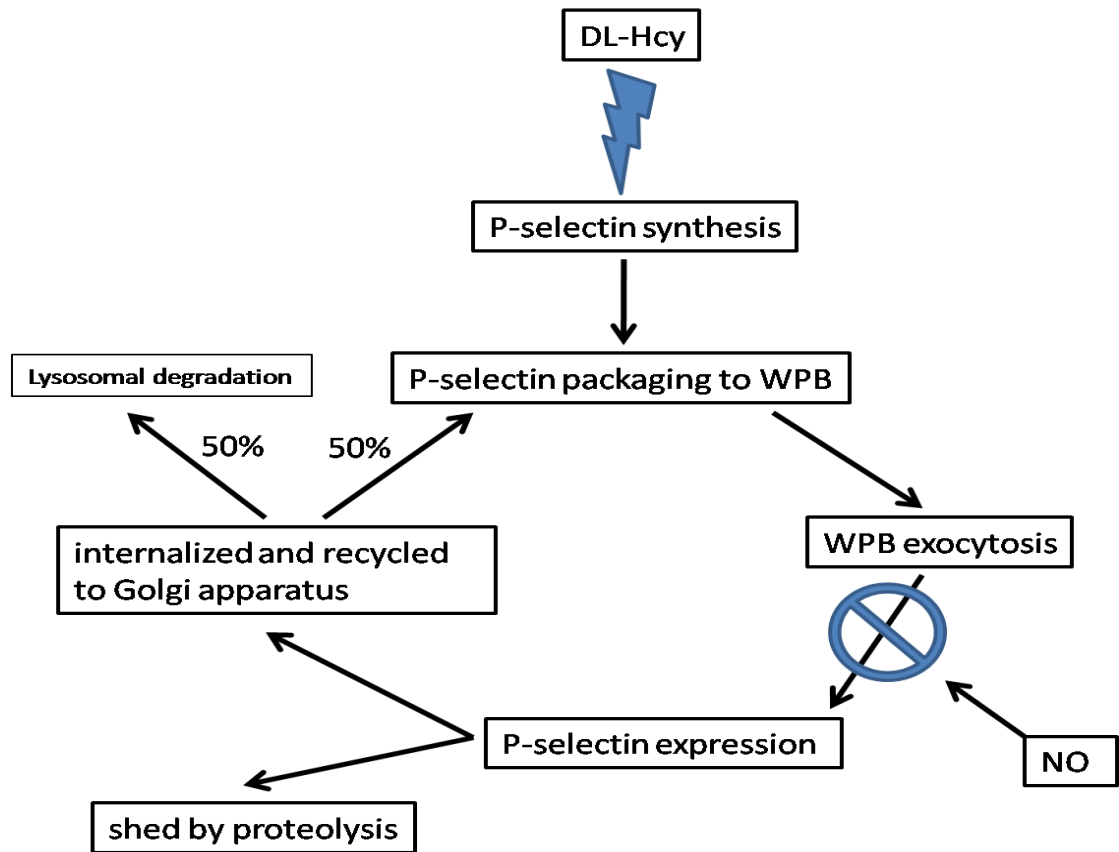 DL-Hcy
P-selectin synthesis
Lysosomal degradation
P-selectin packaging to WPB
50%
50%
internalized and recycled
to Golgi apparatus
WPB exocytosis
P-selectin expression
NO
shed by proteolysis